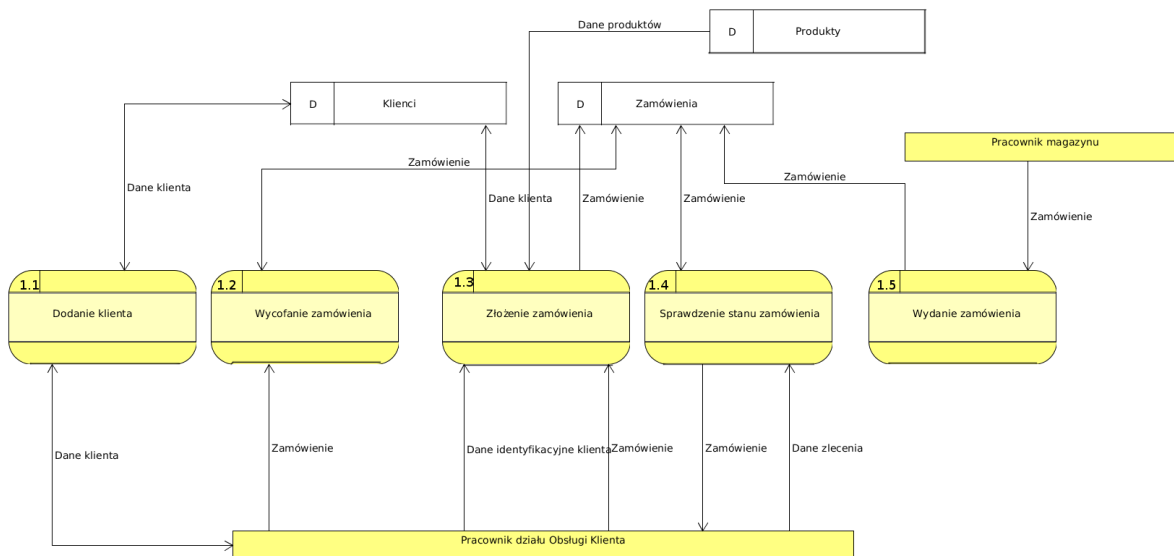 Dane produktów
D
Produkty
D
Klienci
D
Zamówienia
Pracownik magazynu
Zamówienie
Zamówienie
Dane klienta
Dane klienta
Zamówienie
Zamówienie
Zamówienie
1.1
1.2
1.3
1.4
1.5
Dodanie klienta
Wycofanie zamówienia
Złożenie zamówienia
Sprawdzenie stanu zamówienia
Wydanie zamówienia
Dane klienta
Zamówienie
Dane identyfikacyjne klienta
Zamówienie
Zamówienie
Dane zlecenia
Pracownik działu Obsługi Klienta